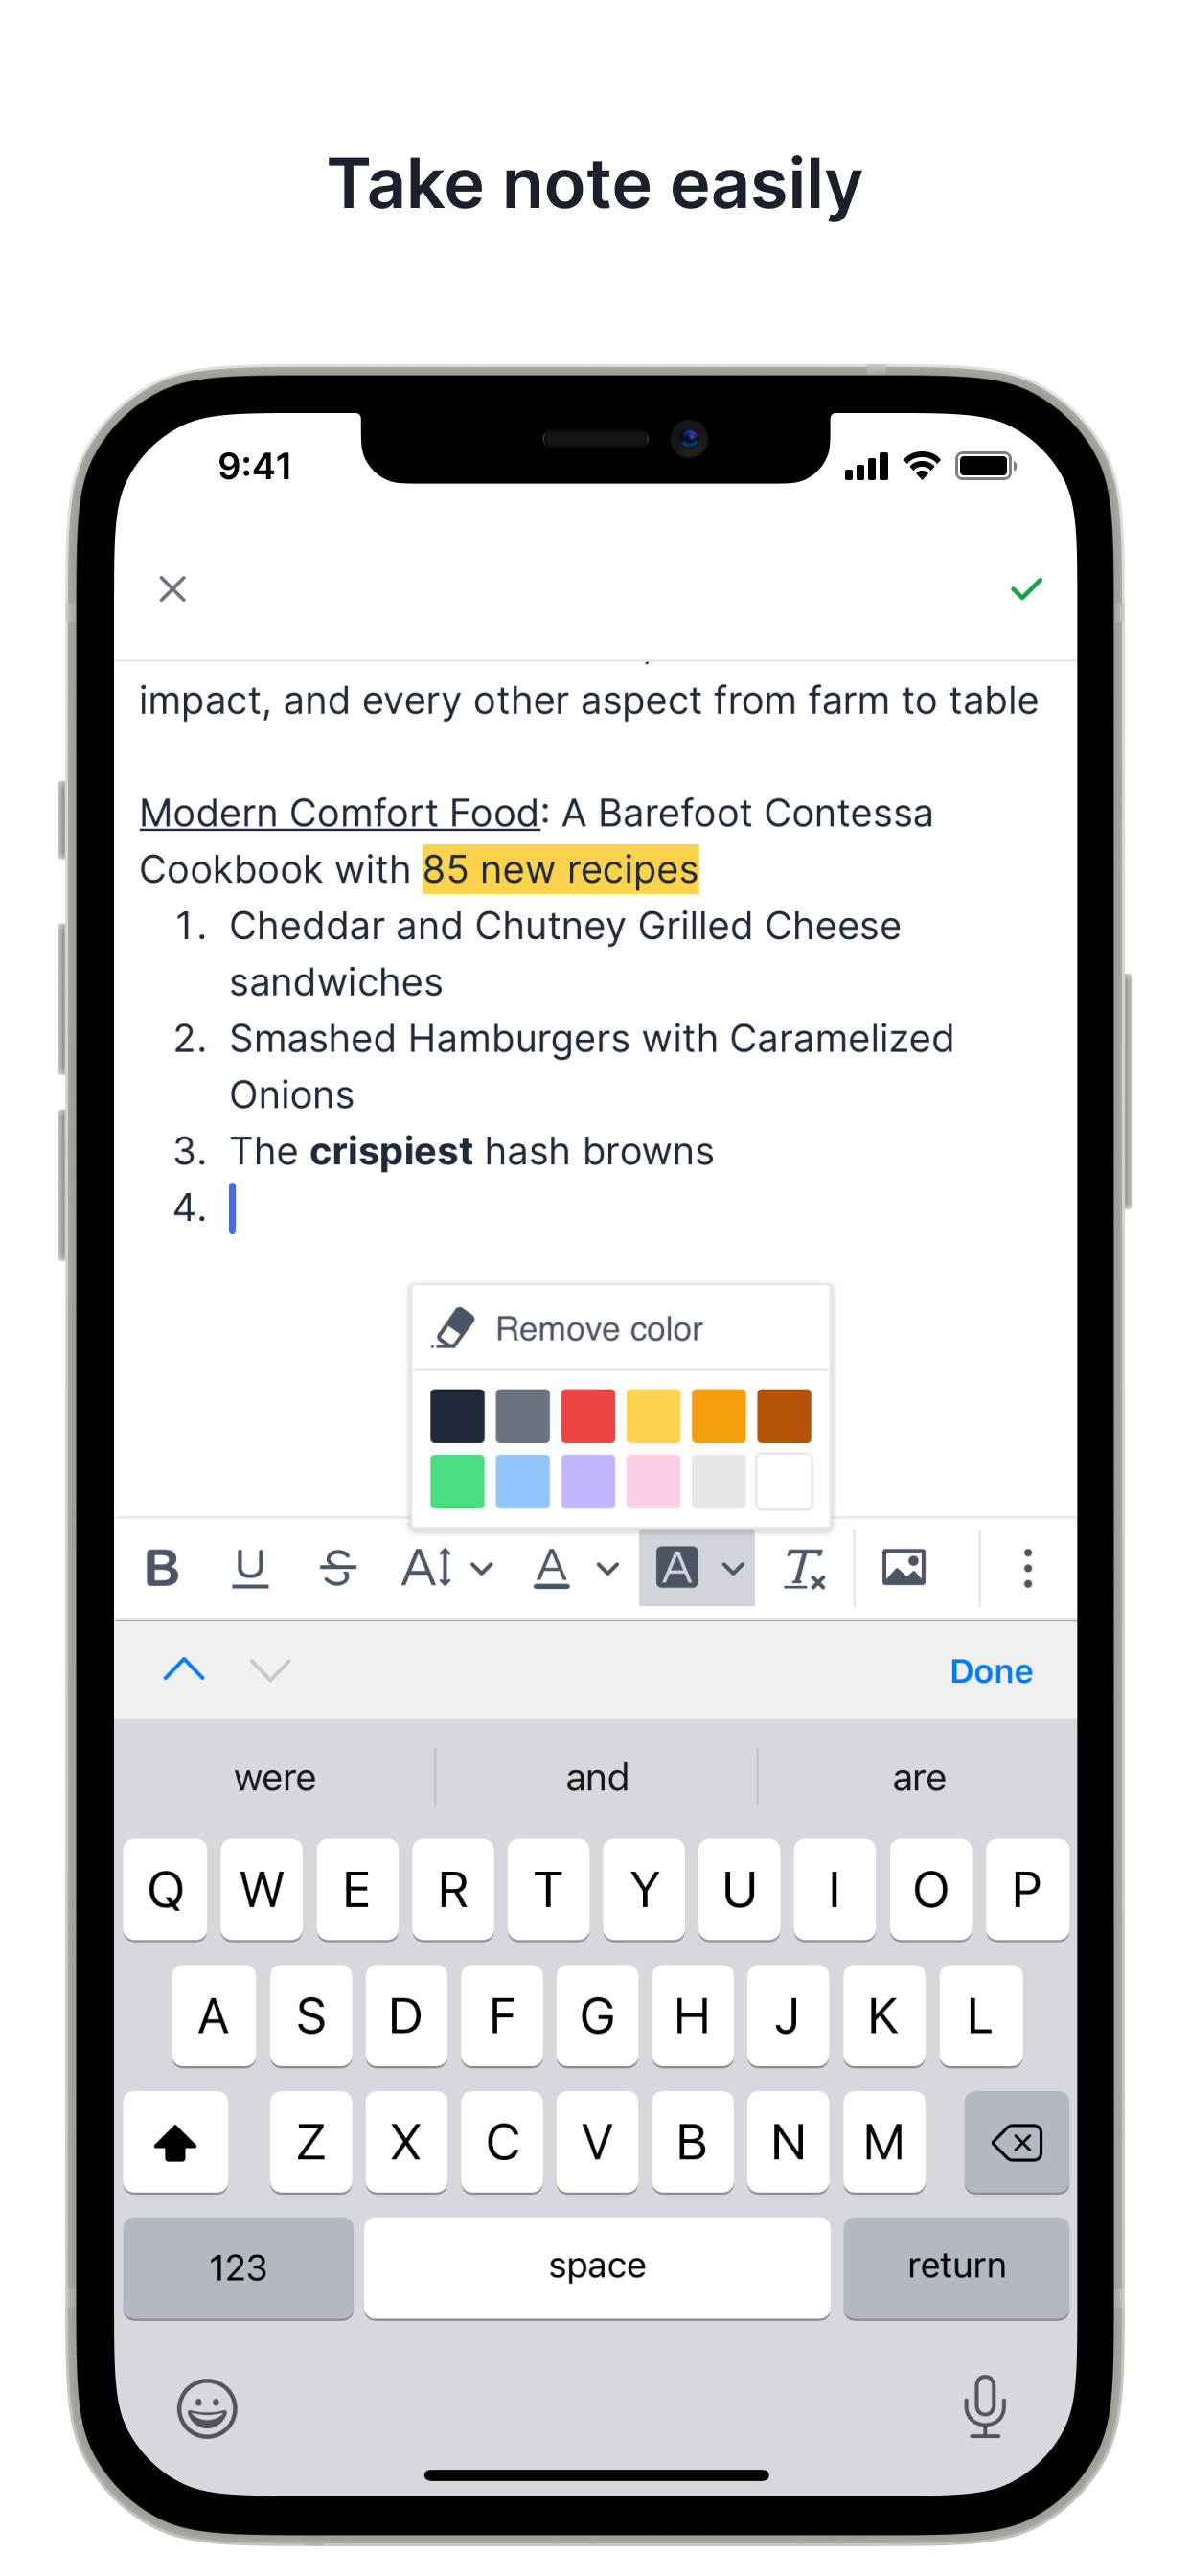 Take note easily
9:41
impact, and every other aspect from farm to table
Modern Comfort Food: A Barefoot Contessa
Cookbook with 85 new recipes
1. Cheddar and Chutney Grilled Cheese
sandwiches
2. Smashed Hamburgers with Caramelized
Onions
3. The crispiest hash browns
4.
Remove color
B U S A A A T
Done
were and are
Q W E R T Y U I O P
A S D F G H J K L
Z X C V B N M
123 space return